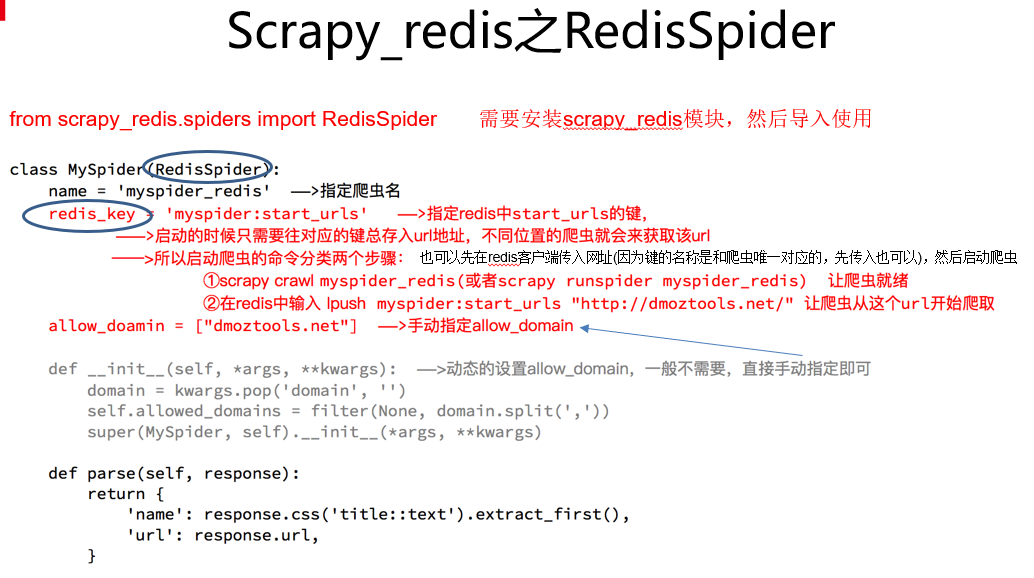 Scrapy_redis之RedisSpider
from scrapy_redis.spiders import RedisSpider 需要安装scrapy_redis模块，然后导入使用
class MySpider(RedisSpider):
name = 'myspider_redis' ——>指定爬虫名
redis_key = 'myspider:start_urls' ——>指定redis中start_urls的键，
——>启动的时候只需要往对应的键总存入url地址，不同位置的爬虫就会来获取该url
——>所以启动爬虫的命令分类两个步骤： 也可以先在redis客户端传入网址(因为键的名称是和爬虫唯一对应的，先传入也可以)，然后启动爬虫
①scrapy crawl myspider_redis(或者scrapy runspider myspider_redis) 让爬虫就绪
②在redis中输入 lpush myspider:start_urls "http://dmoztools.net/" 让爬虫从这个url开始爬取
allow_doamin = ["dmoztools.net"] ——>手动指定allow_domain
def __init__(self, *args, **kwargs): ——>动态的设置allow_domain，一般不需要，直接手动指定即可
domain = kwargs.pop('domain', '')
self.allowed_domains = filter(None, domain.split(','))
super(MySpider, self).__init__(*args, **kwargs)
def parse(self, response):
return {
'name': response.css('title::text').extract_first(),
'url': response.url,
}